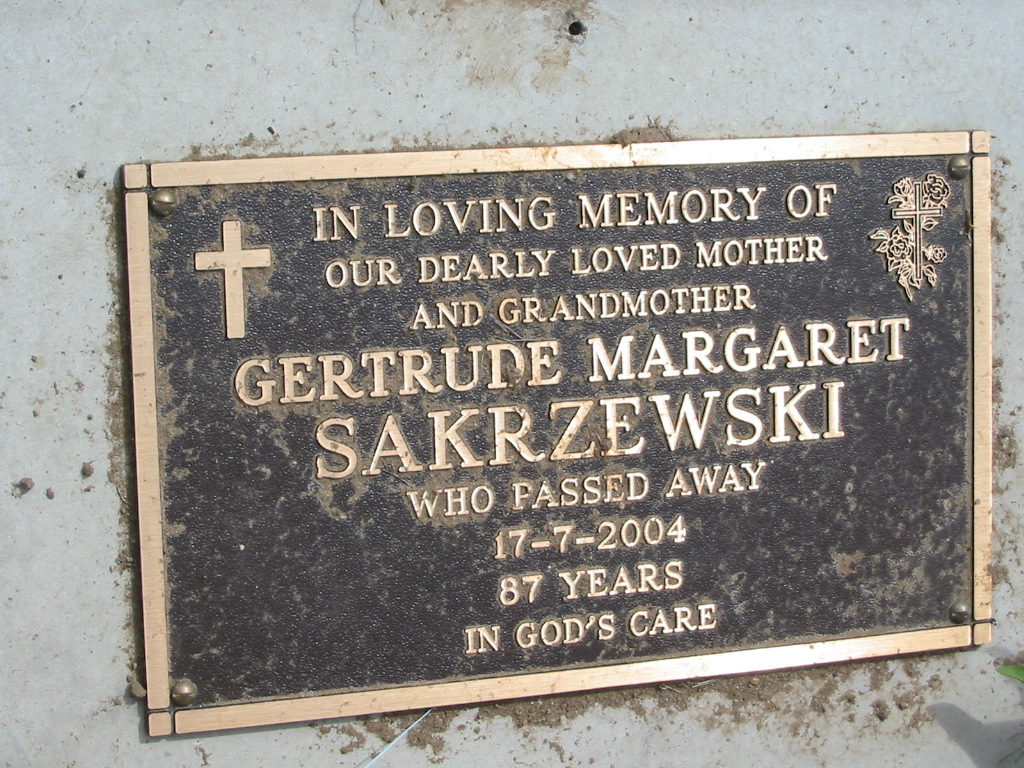 IN LOVING MEMORY OF
OUR DEARLY LOVED MOTHER
AND GRANDMOTHER
GERTRUDE MARGARET
SAKRZEWSKI
WHO PASSED AWAY
17-7-2004
87 YEARS
IN GOD'S CARE